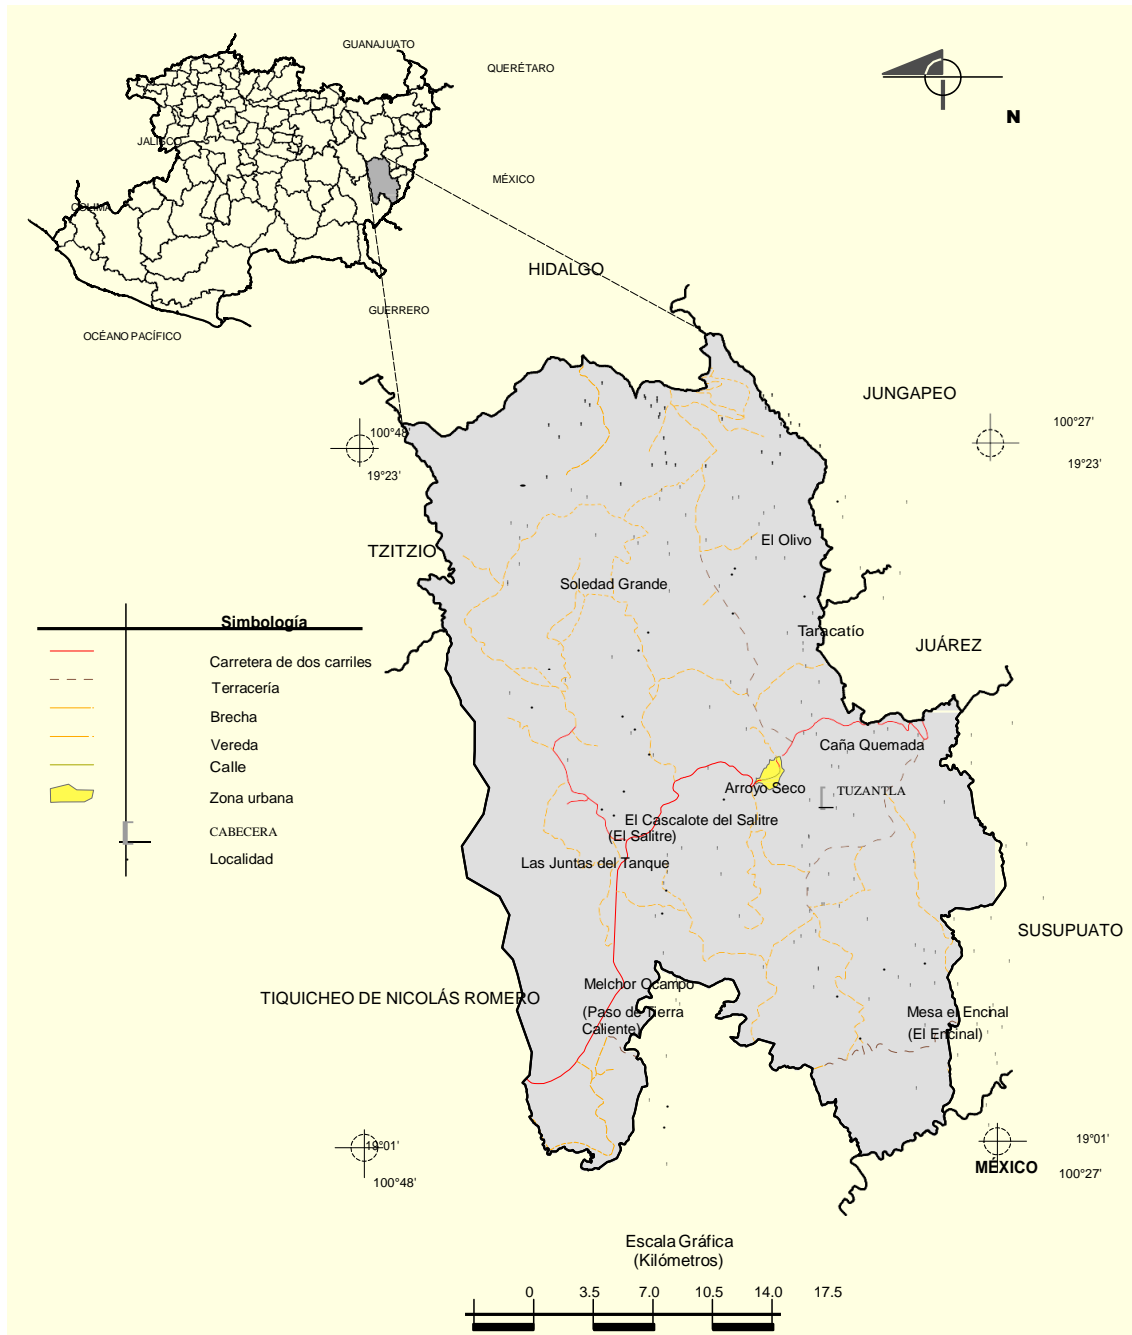 GUANAJUATO
QUERÉTARO
JALISCO
MÉXICO
COLIMA
GUERRERO
OCÉANO PACÍFICO
N
HIDALGO
JUNGAPEO
100°48'
19°23'
100°27'
19°23'
TZITZIO
El Olivo
Soledad Grande
Taracatío
JUÁREZ
Simbología
Carretera de dos carriles
Terracería
Brecha
Vereda
Calle
Zona urbana
CABECERA
Localidad
Caña Quemada
Arroyo Seco
TUZANTLA
El Cascalote del Salitre
(El Salitre)
Las Juntas del Tanque
SUSUPUATO
TIQUICHEO DE NICOLÁS ROMERO
Melchor Ocampo
(Paso de Tierra
Caliente)
Mesa el Encinal
(El Encinal)
19°01'
100°48'
19°01'
MÉXICO
100°27'
Escala Gráfica
(Kilómetros)
0 3.5 7.0 10.5 14.0 17.5